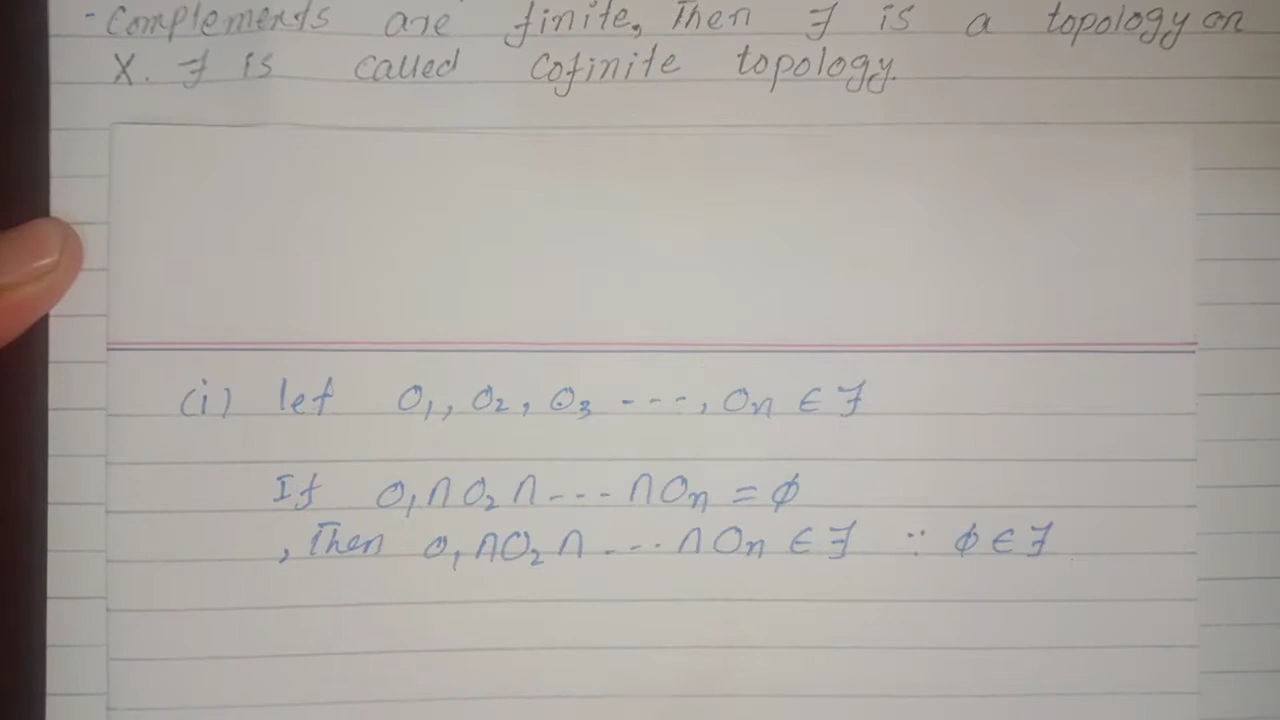 - Complements are finite, Then Ƒ is a topology on
X. Ƒ is called cofinite topology.
(i) let O₁, O₂, O₃ ---, Oₙ ∈ Ƒ
If O₁ ∩ O₂ ∩ --- ∩ Oₙ = ϕ
, Then O₁ ∩ O₂ ∩ --- ∩ Oₙ ∈ Ƒ ∵ ϕ ∈ Ƒ